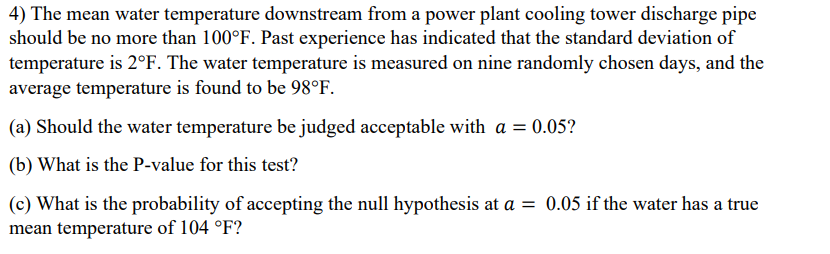 4) The mean water temperature downstream from a power plant cooling tower discharge pipe
should be no more than 100°F. Past experience has indicated that the standard deviation of
temperature is 2°F. The water temperature is measured on nine randomly chosen days, and the
average temperature is found to be 98°F.
(a) Should the water temperature be judged acceptable with a = 0.05?
(b) What is the P-value for this test?
(c) What is the probability of accepting the null hypothesis at a = 0.05 if the water has a true
mean temperature of 104 °F?